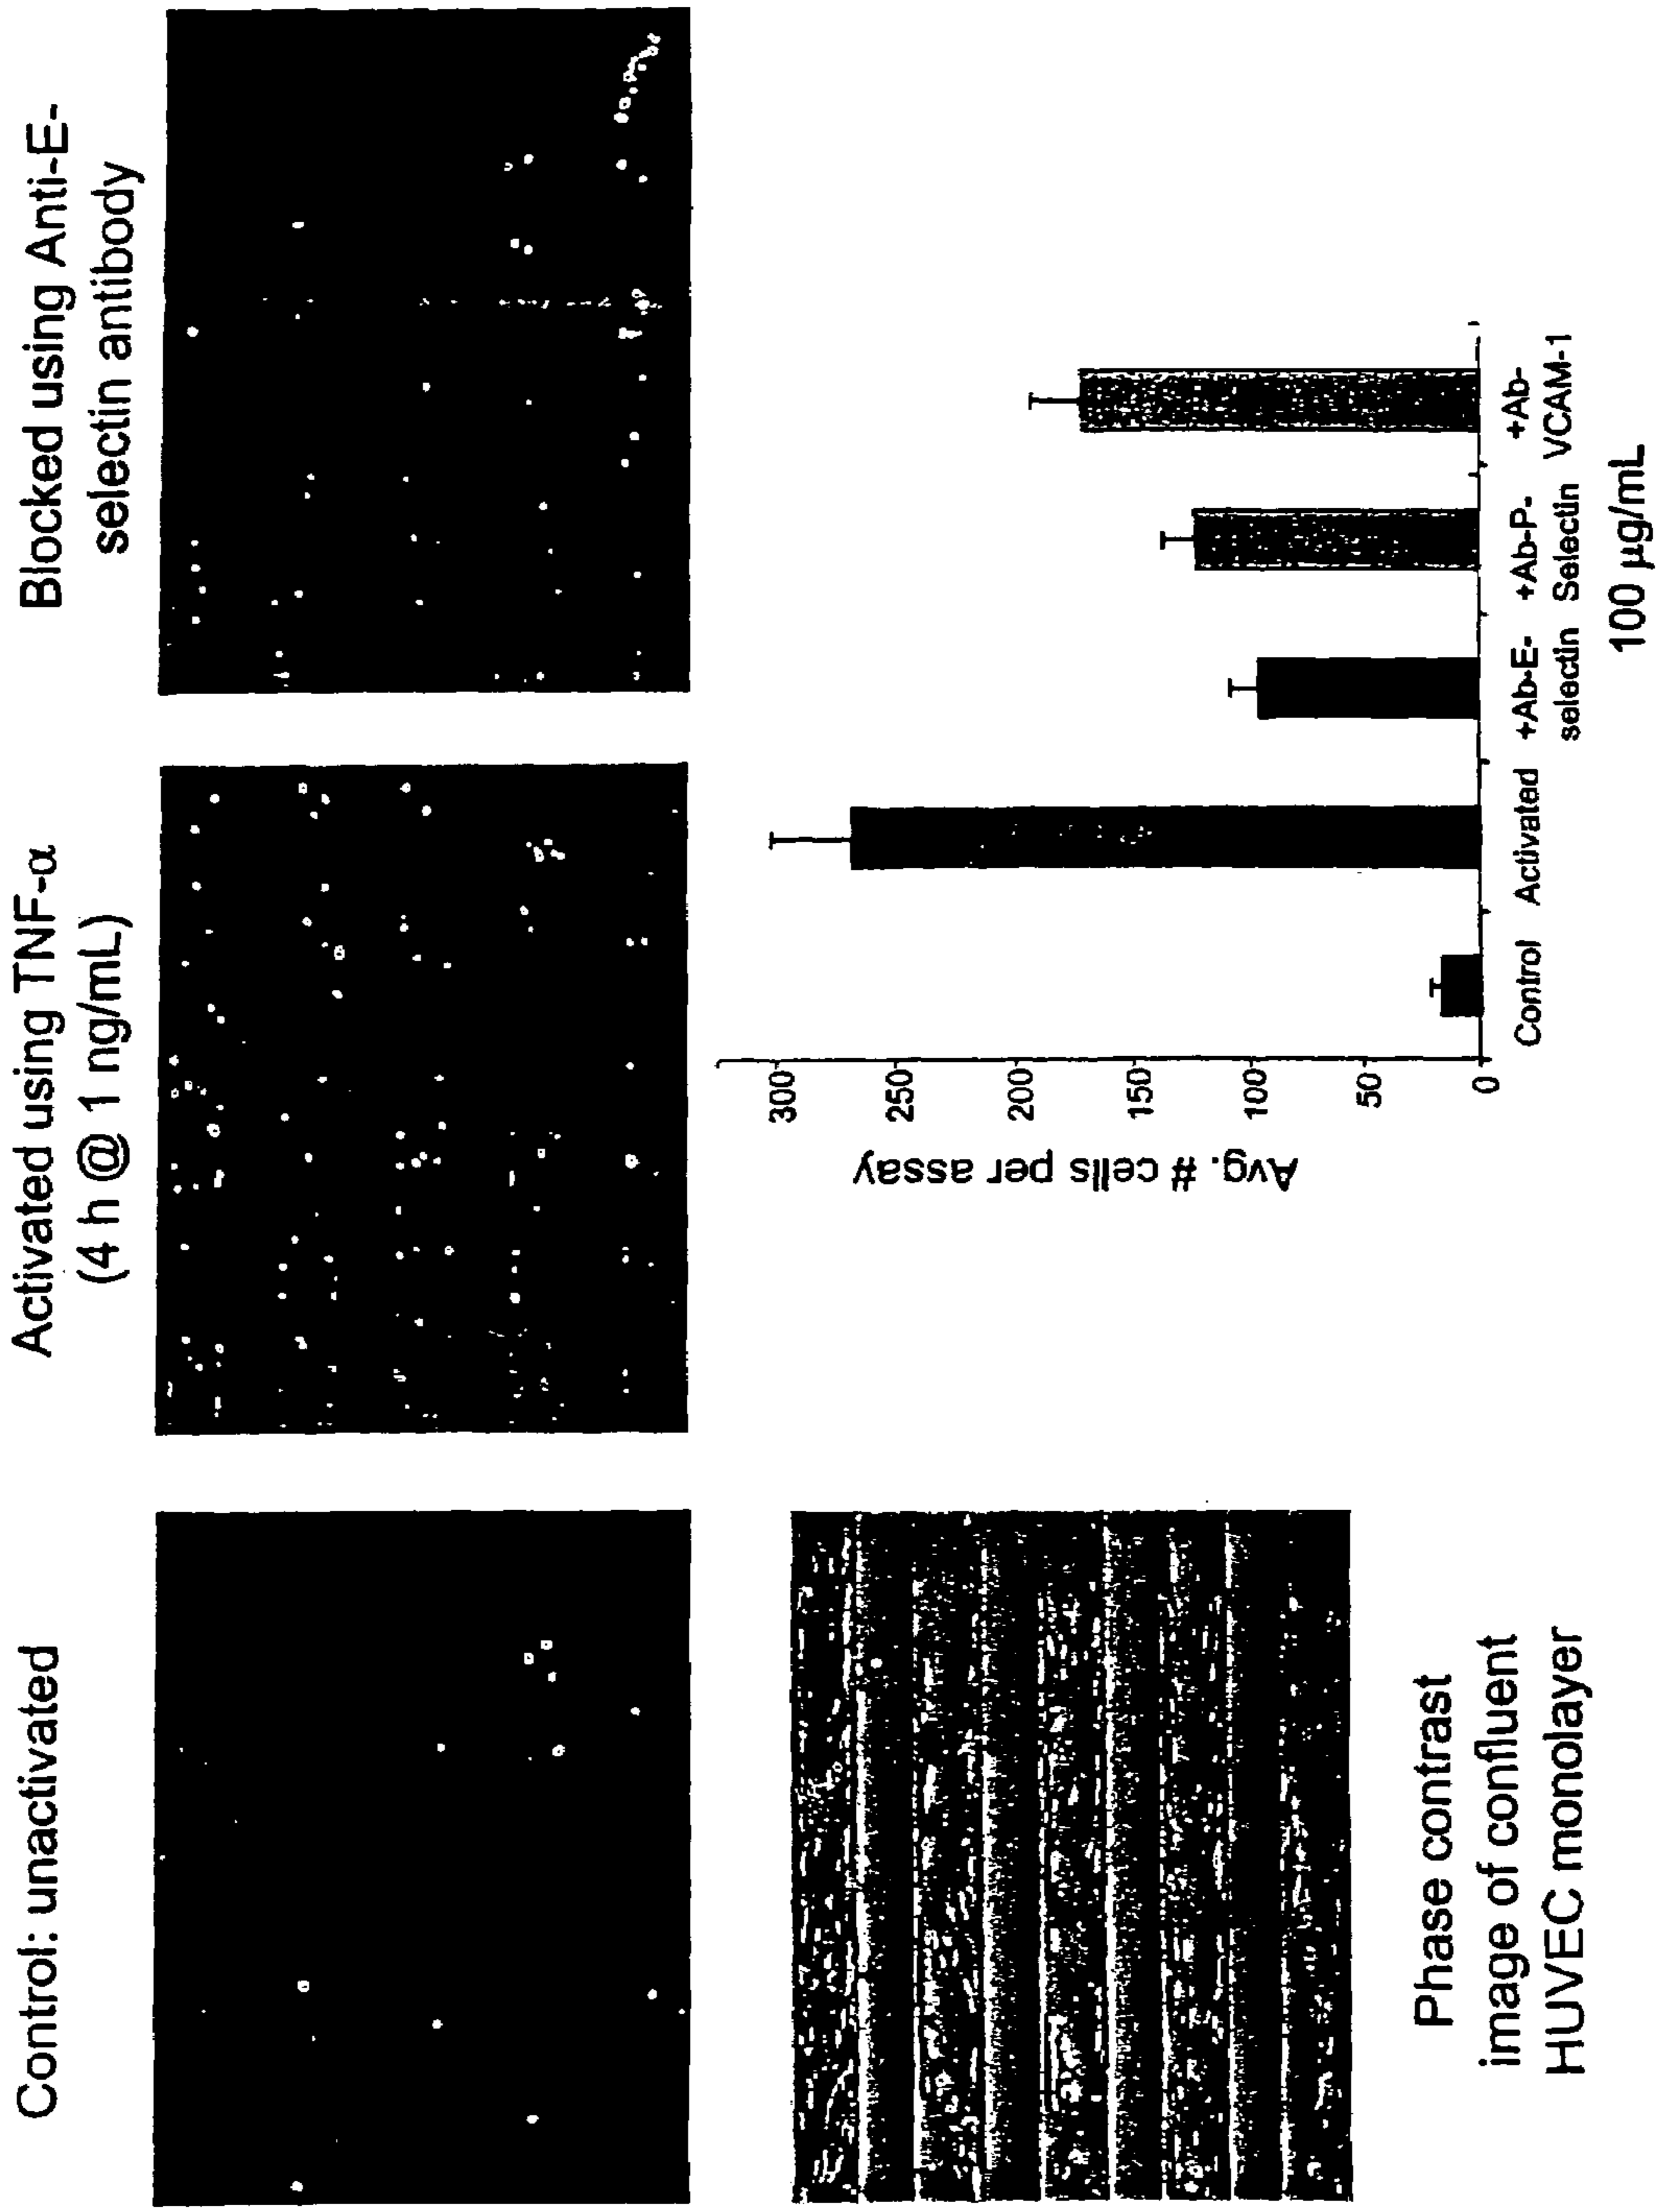 Control: unactivated
Activated using TNF-α
(4 h @ 1 ng/mL)
Blocked using Anti-E-
selectin antibody
Phase contrast
image of confluent
HUVEC monolayer
Avg. # cells per assay
300
250
200
150
100
50
0
Control Activated +Ab-E- +Ab-P- +Ab-
selectin Selectin VCAM-1
100 µg/mL